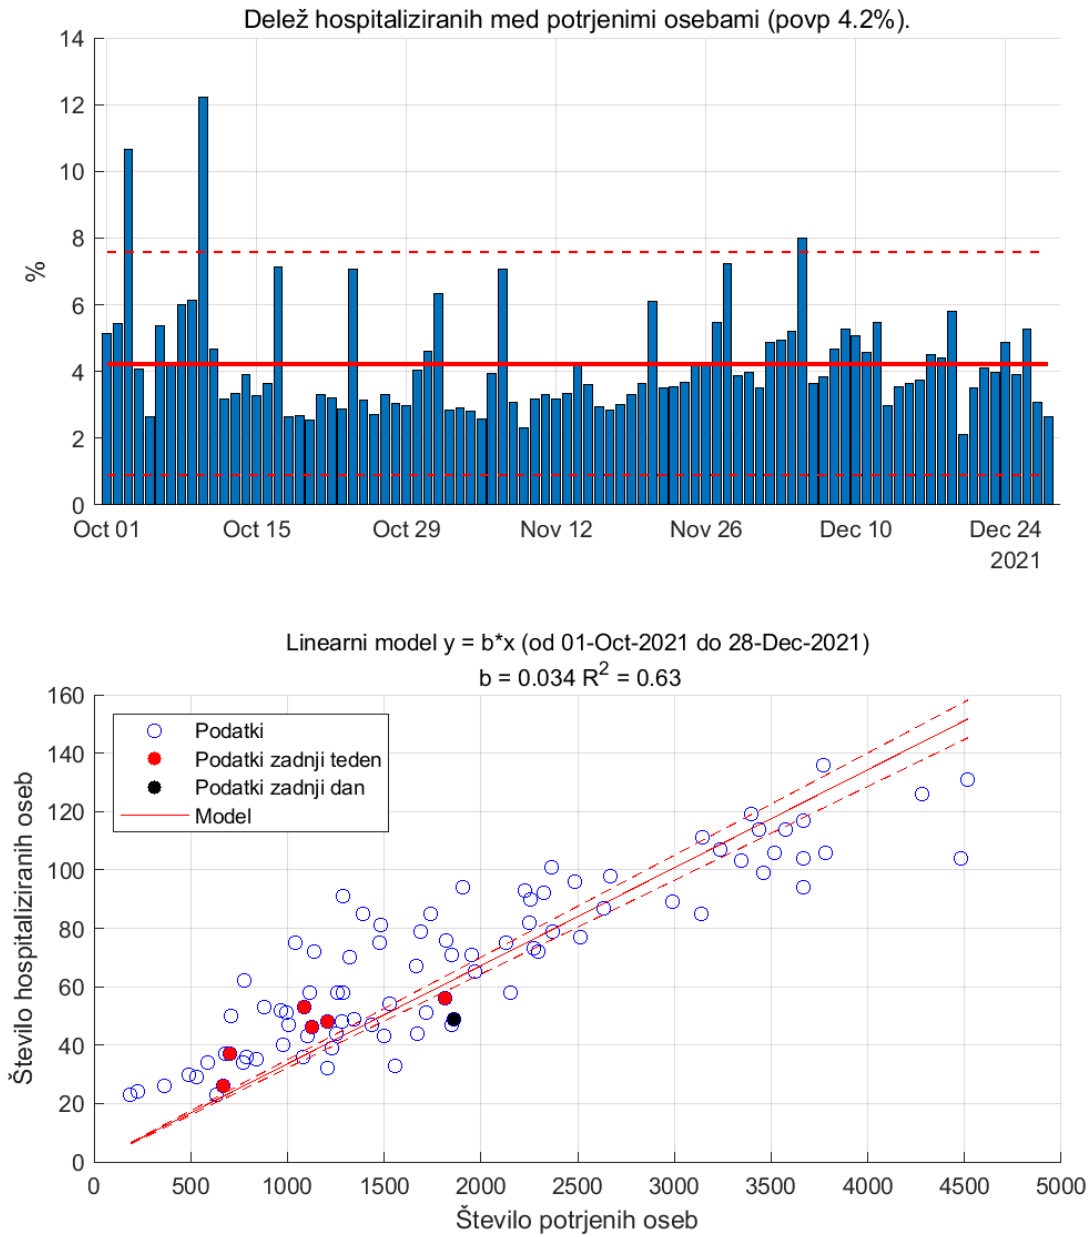 Delež hospitaliziranih med potrjenimi osebami (povp 4.2%).
14
12
10
8
6
4
2
0
%
Oct 01 Oct 15 Oct 29 Nov 12 Nov 26 Dec 10 Dec 24
2021
Linearni model y = b*x (od 01-Oct-2021 do 28-Dec-2021)
b = 0.034 R² = 0.63
160
140
120
100
80
60
40
20
0
Število hospitaliziranih oseb
Podatki
Podatki zadnji teden
Podatki zadnji dan
Model
0 500 1000 1500 2000 2500 3000 3500 4000 4500 5000
Število potrjenih oseb